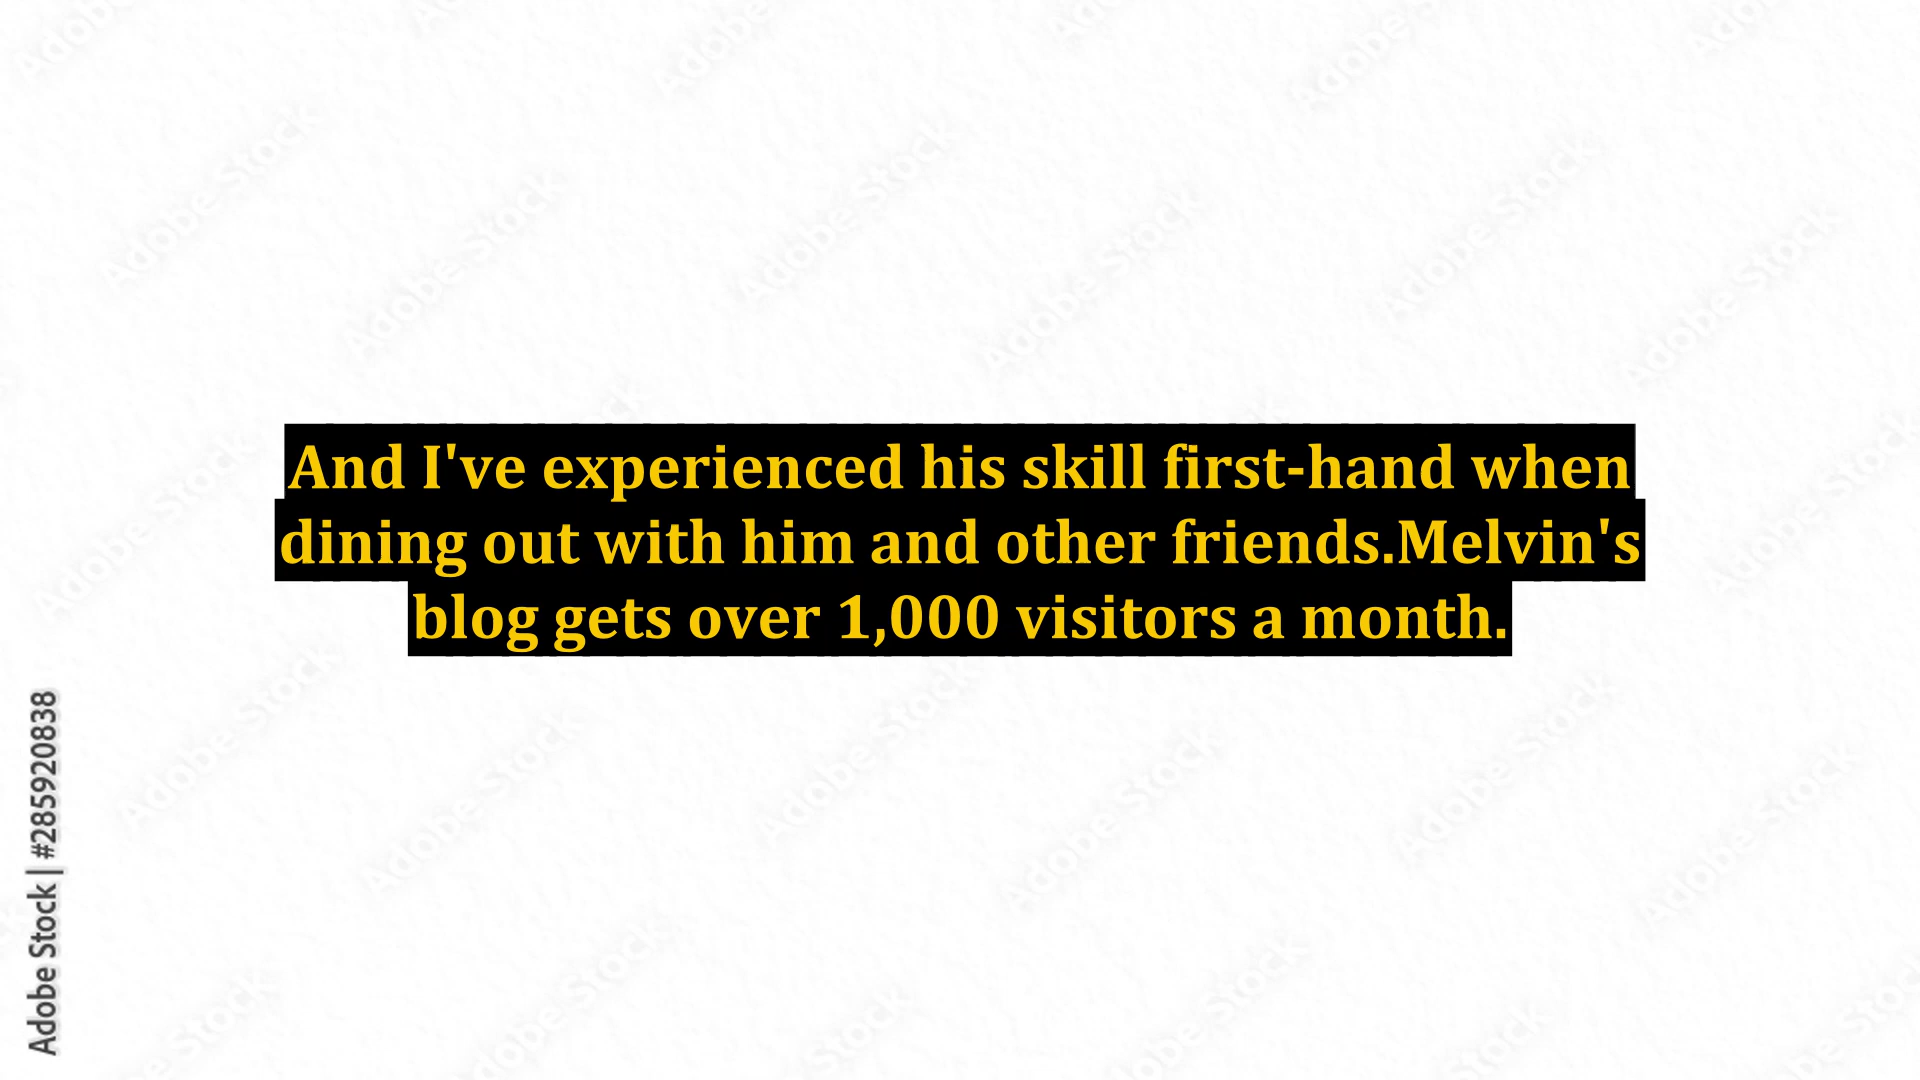 And I've experienced his skill first-hand when
dining out with him and other friends.Melvin's
blog gets over 1,000 visitors a month.
Adobe Stock | #285920838